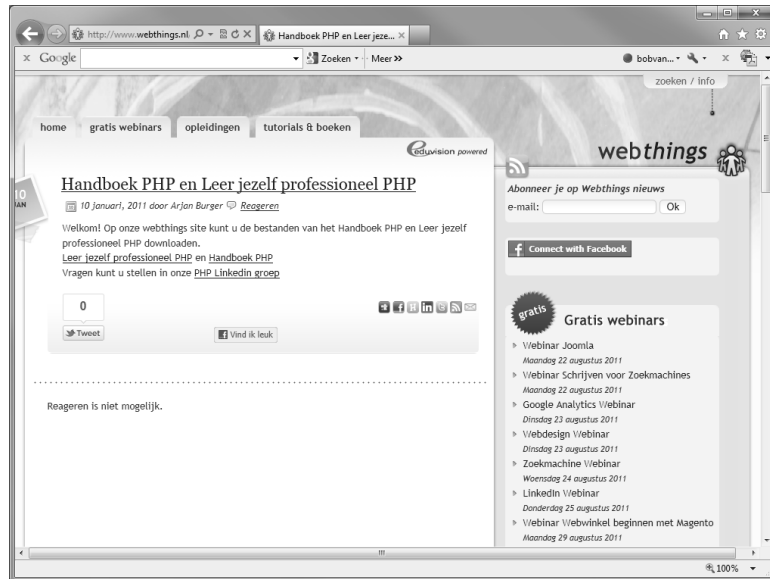 http://www.webthings.nl
Handboek PHP en Leer jeze...
Google
Zoeken
Meer »
bobvan...
zoeken / info
home
gratis webinars
opleidingen
tutorials & boeken
eduvision powered
webthings
10
JAN
Handboek PHP en Leer jezelf professioneel PHP
10 januari, 2011 door Arjan Burger
Reageren
Welkom! Op onze webthings site kunt u de bestanden van het Handboek PHP en Leer jezelf
professioneel PHP downloaden.
Leer jezelf professioneel PHP en Handboek PHP
Vragen kunt u stellen in onze PHP Linkedin groep
0
Tweet
Vind ik leuk
Reageren is niet mogelijk.
Abonneer je op Webthings nieuws
e-mail:
Ok
Connect with Facebook
gratis
Gratis webinars
Webinar Joomla
Maandag 22 augustus 2011
Webinar Schrijven voor Zoekmachines
Maandag 22 augustus 2011
Google Analytics Webinar
Dinsdag 23 augustus 2011
Webdesign Webinar
Dinsdag 23 augustus 2011
Zoekmachine Webinar
Woensdag 24 augustus 2011
LinkedIn Webinar
Donderdag 25 augustus 2011
Webinar Webwinkel beginnen met Magento
Maandag 29 augustus 2011
100%